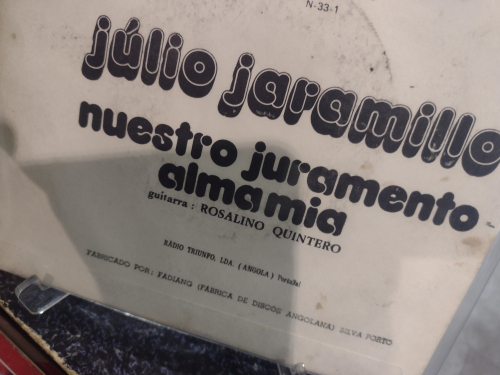 N-33-1
júlio jaramillo
nuestro juramento
alma mia
guitarra : ROSALINO QUINTERO
RÁDIO TRIUNFO, LDA. ( ANGOLA ) Portelia!
FABRICADO POR: FADIANG (FABRICA DE DISCOS ANGOLANA) SILVA PORTO